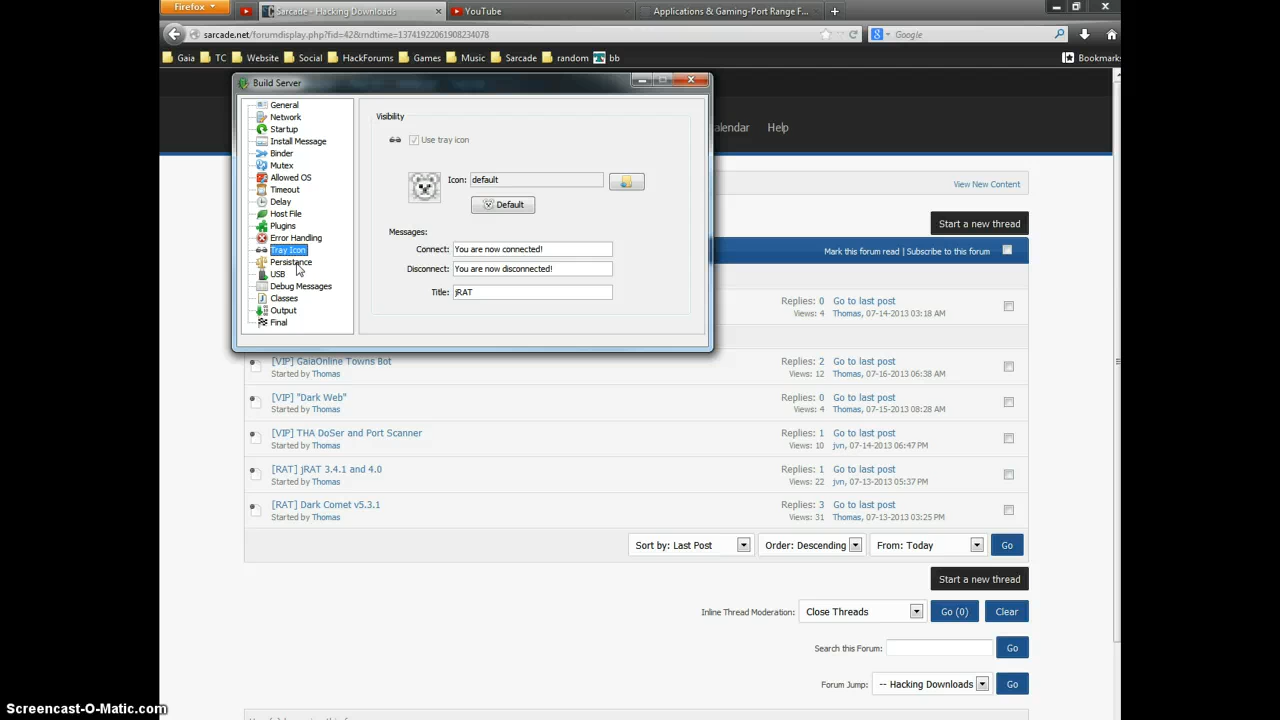 Firefox
Sarcade - Hacking Downloads
YouTube
Applications & Gaming-Port Range F...
sarcade.net/forumdisplay.php?fid=42&rndtime=13741922061908234078
Google
Gaia TC Website Social HackForums Games Music Sarcade random bb
Bookmarks
Build Server
General
Network
Startup
Install Message
Binder
Mutex
Allowed OS
Timeout
Delay
Host File
Plugins
Error Handling
Tray Icon
Persistance
USB
Debug Messages
Classes
Output
Final
Visibility
Use tray icon
Icon: default
Default
Messages:
Connect: You are now connected!
Disconnect: You are now disconnected!
Title: jRAT
alendar Help
View New Content
Start a new thread
Mark this forum read | Subscribe to this forum
Replies: 0 Go to last post
Views: 4 Thomas, 07-14-2013 03:18 AM
[VIP] GaiaOnline Towns Bot Replies: 2 Go to last post
Started by Thomas Views: 12 Thomas, 07-16-2013 06:38 AM
[VIP] "Dark Web" Replies: 0 Go to last post
Started by Thomas Views: 4 Thomas, 07-15-2013 08:28 AM
[VIP] THA DoSer and Port Scanner Replies: 1 Go to last post
Started by Thomas Views: 10 jvn, 07-14-2013 06:47 PM
[RAT] jRAT 3.4.1 and 4.0 Replies: 1 Go to last post
Started by Thomas Views: 22 jvn, 07-13-2013 05:37 PM
[RAT] Dark Comet v5.3.1 Replies: 3 Go to last post
Started by Thomas Views: 31 Thomas, 07-13-2013 03:25 PM
Sort by: Last Post Order: Descending From: Today Go
Start a new thread
Inline Thread Moderation: Close Threads Go (0) Clear
Search this Forum: Go
Forum Jump: -- Hacking Downloads Go
Screencast-O-Matic.com